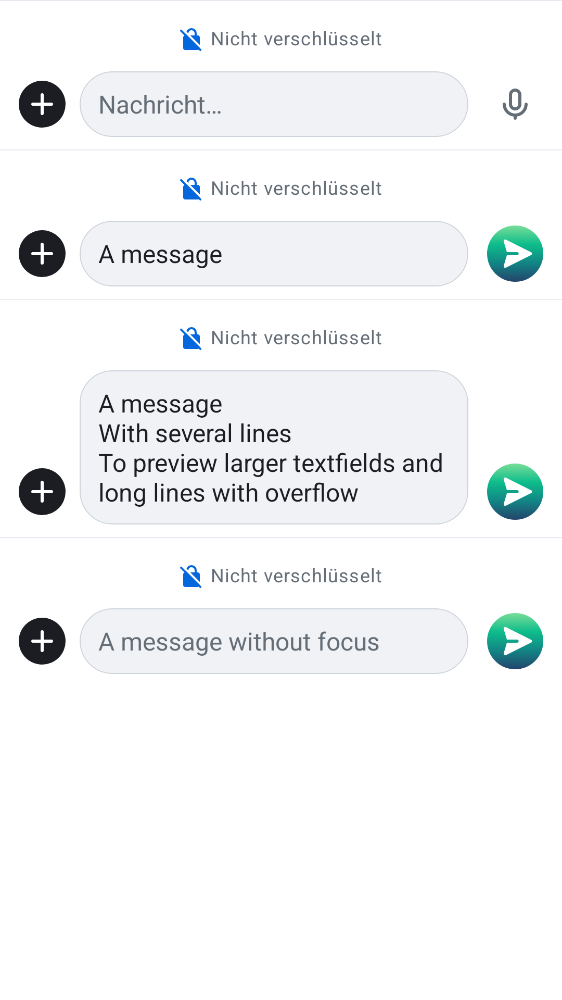 Nicht verschlüsselt
Nachricht…
Nicht verschlüsselt
A message
Nicht verschlüsselt
A message
With several lines
To preview larger textfields and
long lines with overflow
Nicht verschlüsselt
A message without focus